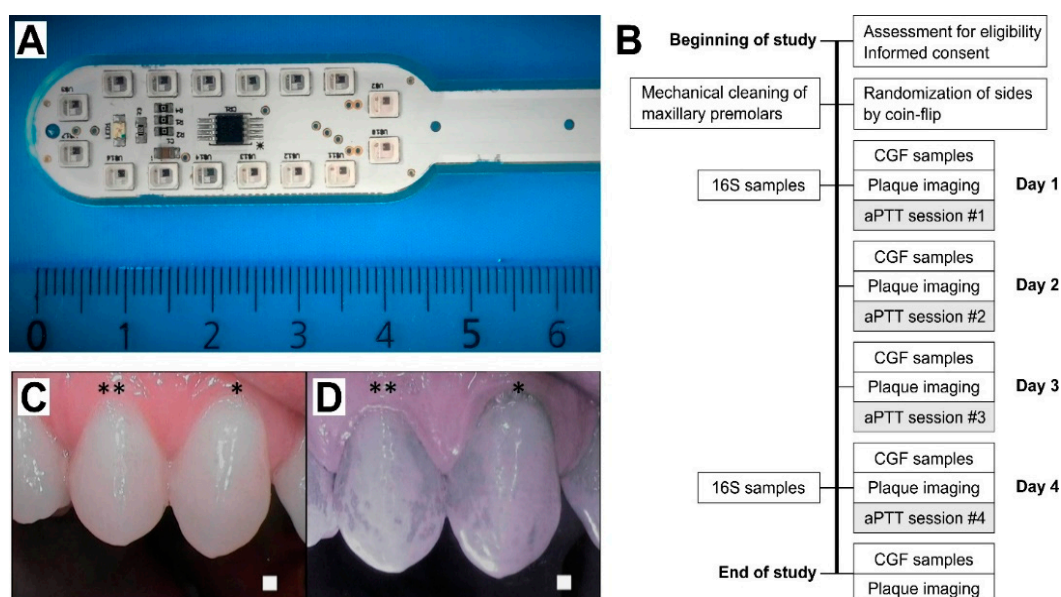 A
0 1 2 3 4 5 6
C
** *
D
** *
B
Beginning of study
Assessment for eligibility
Informed consent
Mechanical cleaning of
maxillary premolars
Randomization of sides
by coin-flip
16S samples
CGF samples
Plaque imaging
aPTT session #1
Day 1
CGF samples
Plaque imaging
aPTT session #2
Day 2
CGF samples
Plaque imaging
aPTT session #3
Day 3
16S samples
CGF samples
Plaque imaging
aPTT session #4
Day 4
End of study
CGF samples
Plaque imaging